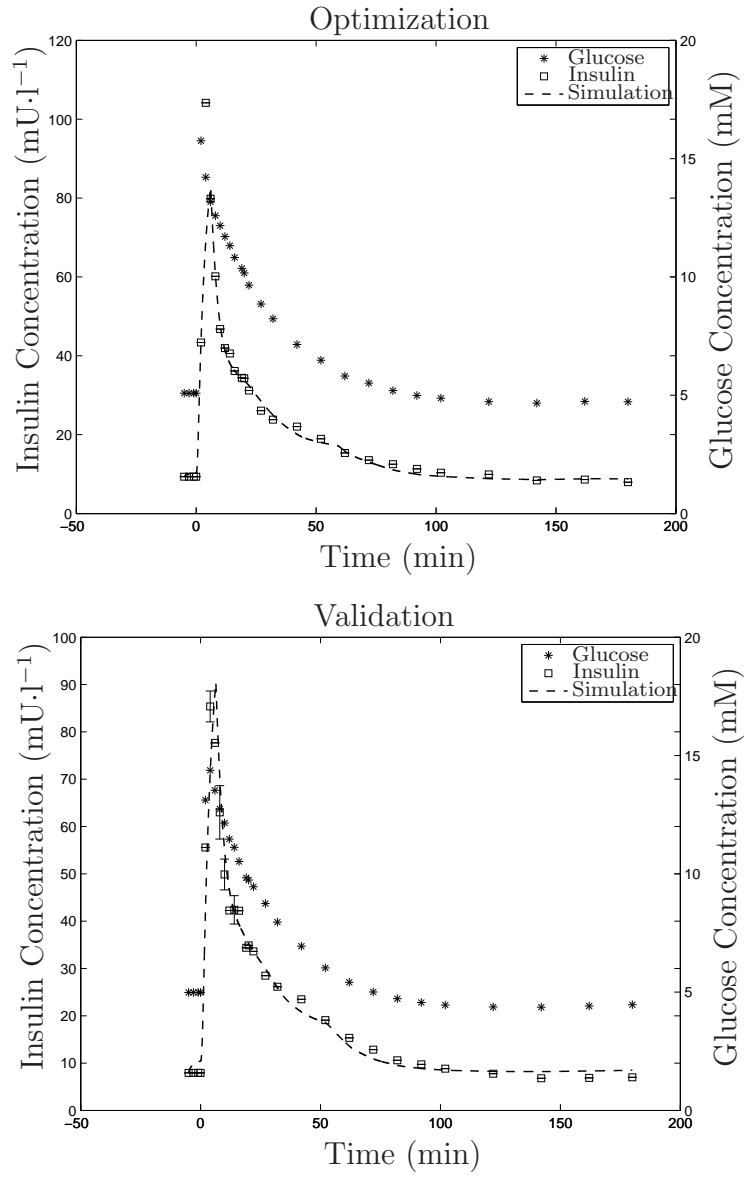 Optimization
Insulin Concentration (mU·l⁻¹)
120
100
80
60
40
20
0
Glucose
Insulin
Simulation
20
15
10
5
0
Glucose Concentration (mM)
−50 0 50 100 150 200
Time (min)
Validation
Insulin Concentration (mU·l⁻¹)
100
90
80
70
60
50
40
30
20
10
0
Glucose
Insulin
Simulation
20
15
10
5
0
Glucose Concentration (mM)
−50 0 50 100 150 200
Time (min)